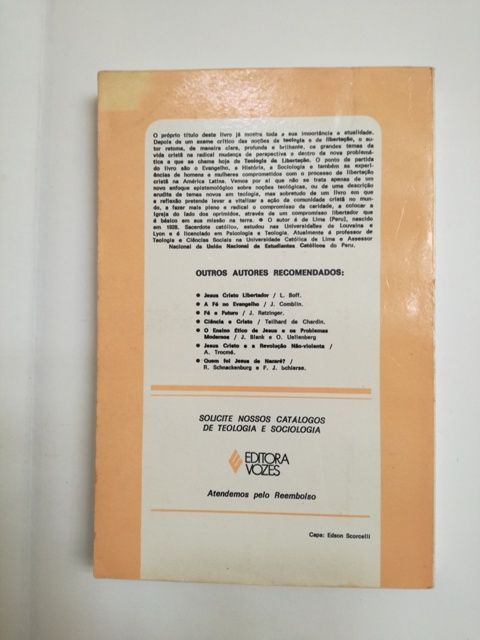 O próprio título deste livro já mostra toda a sua importância e atualidade.
Depois de um exame crítico das noções de teologia e de libertação, o au-
tor retoma, de maneira clara, profunda e brilhante, os grandes temas da
vida cristã na radical mudança de perspectiva e dentro da nova problemá-
tica a que se chama hoje de Teologia da Libertação. O ponto de partida
do livro são o Evangelho, a História, a Sociologia e também as experi-
ências de homens e mulheres comprometidos com o processo de libertação
cristã na América Latina. Vemos por aí que não se trata apenas de um
novo enfoque epistemológico sobre noções teológicas, ou de uma descrição
erudita de temas novos em teologia, mas sobretudo de um livro em que
a reflexão pretende levar a vitalizar a ação da comunidade cristã no mun-
do, a fazer mais pleno e radical o compromisso da caridade, a colocar a
Igreja do lado dos oprimidos, através de um compromisso libertador que
é básico em sua missão na terra. ● O autor é de Lima (Peru), nascido
em 1928. Sacerdote católico, estudou nas Universidades de Louvaina e
Lyon e é licenciado em Psicologia e Teologia. Atualmente é professor de
Teologia e Ciências Sociais na Universidade Católica de Lima e Assessor
Nacional da União Nacional de Estudantes Católicos do Peru.
OUTROS AUTORES RECOMENDADOS:
● Jesus Cristo Libertador / L. Boff.
● A Fé no Evangelho / J. Comblin.
● Fé e Futuro / J. Ratzinger.
● Ciência e Cristo / Teilhard de Chardin.
● O Ensino Ético de Jesus e os Problemas
Modernos / J. Blank e O. Uellenberg
● Jesus Cristo e a Revolução Não-violenta /
A. Trocmé.
● Quem foi Jesus de Nazaré? /
R. Schnackenburg e F. J. Schierse.
SOLICITE NOSSOS CATÁLOGOS
DE TEOLOGIA E SOCIOLOGIA
EDITORA
VOZES
Atendemos pelo Reembolso
Capa: Edson Scorcelli